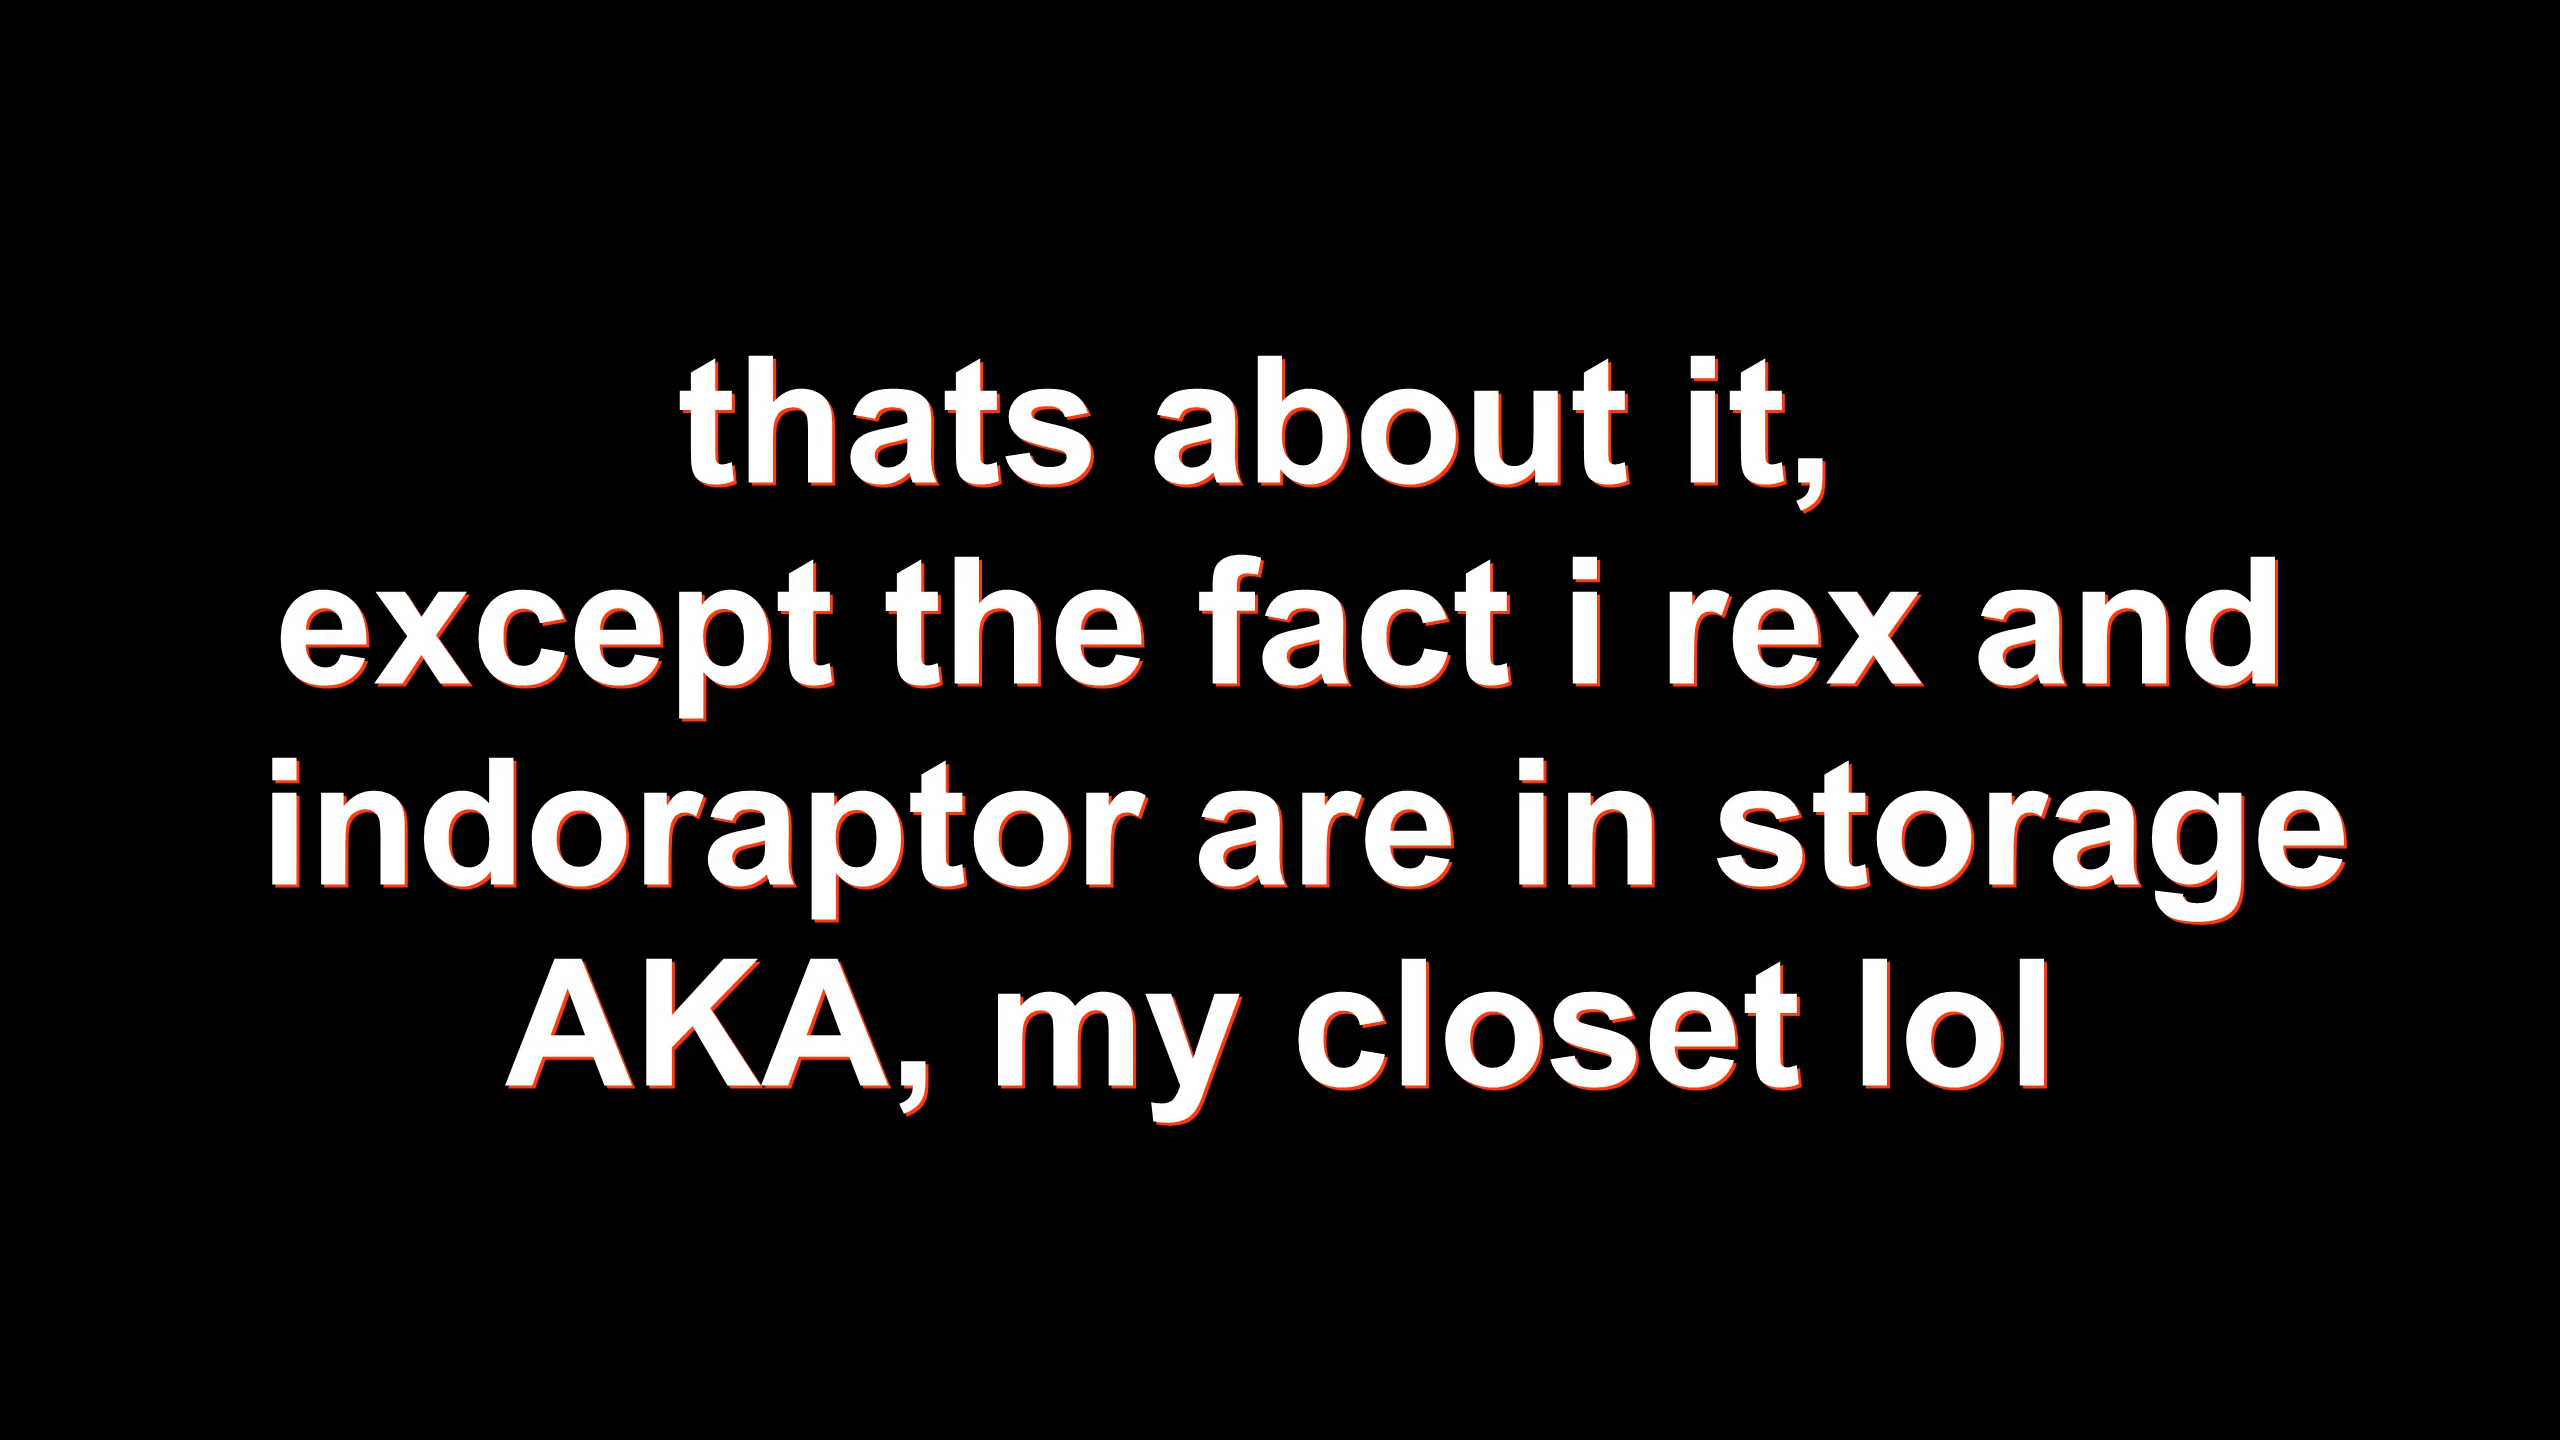 thats about it,
except the fact i rex and
indoraptor are in storage
AKA, my closet lol